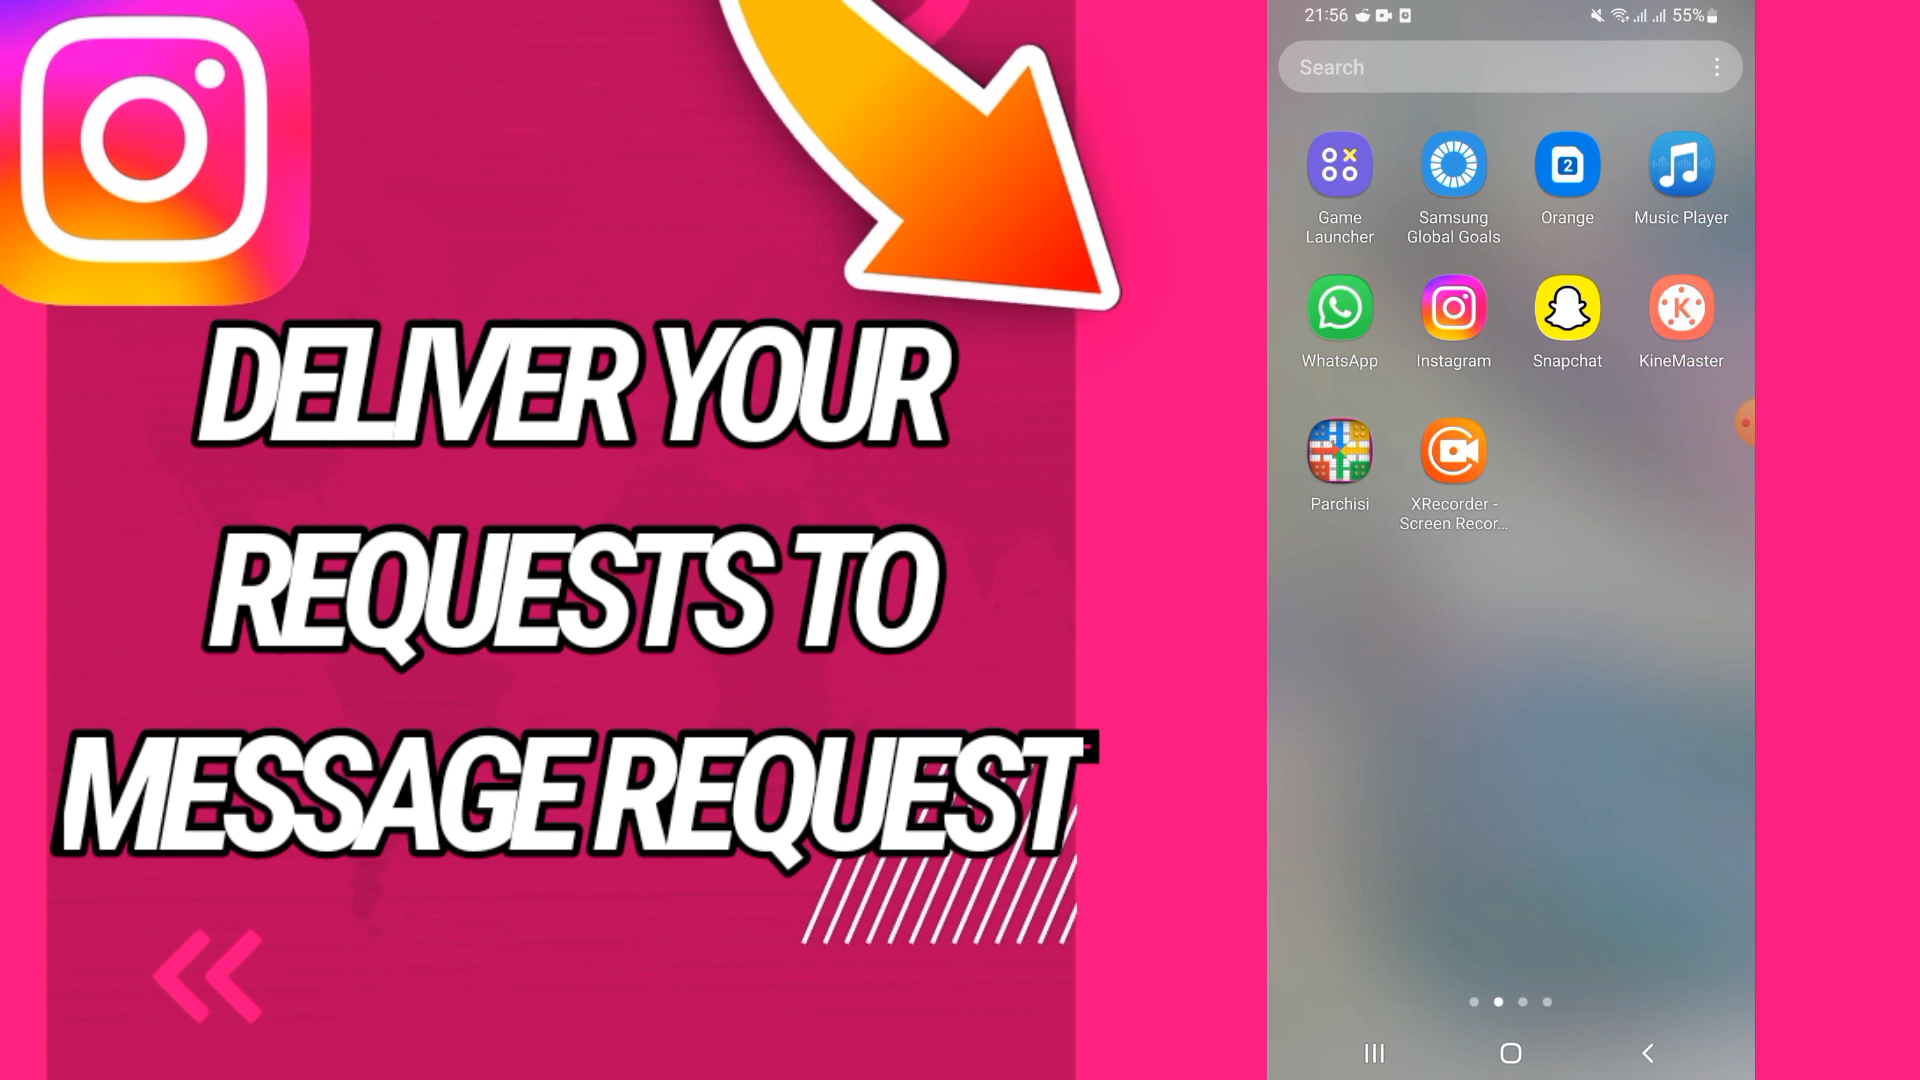 DELIVER YOUR
REQUESTS TO
MESSAGE REQUEST
21:56
55%
Search
Game
Launcher
Samsung
Global Goals
2
Orange
Music Player
WhatsApp
Instagram
Snapchat
K
KineMaster
Parchisi
XRecorder -
Screen Recor...